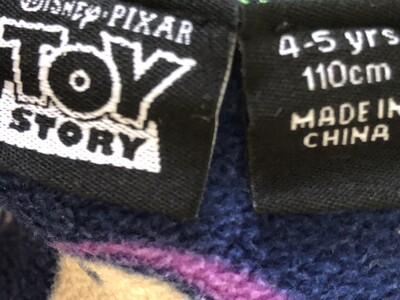 DISNEY·PIXAR
TOY
STORY
4-5 yrs
110cm
MADE IN
CHINA